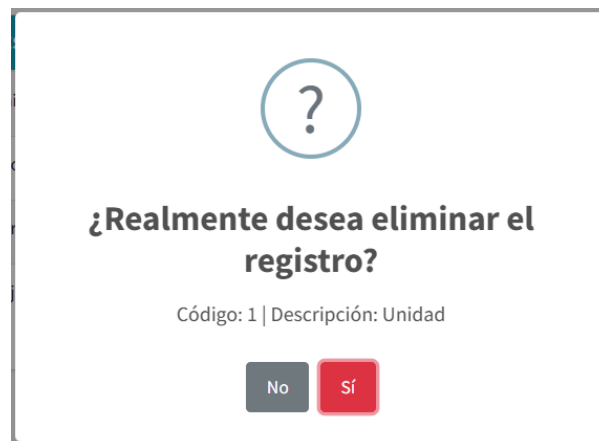 ?
¿Realmente desea eliminar el
registro?
Código: 1 | Descripción: Unidad
No
Sí